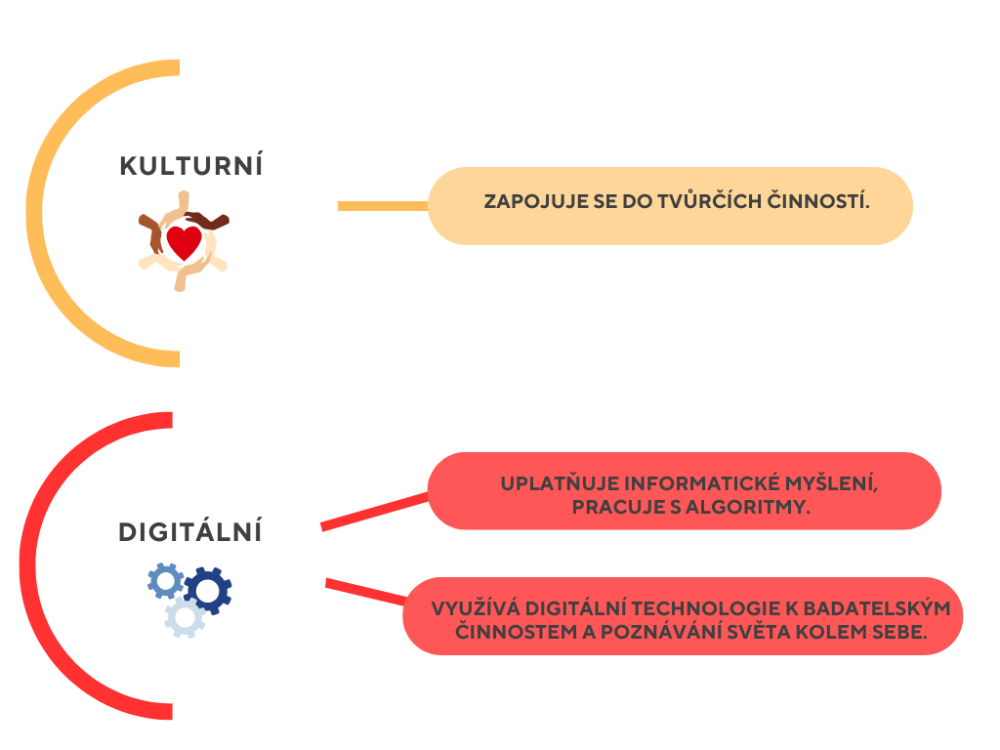 KULTURNÍ
ZAPOJUJE SE DO TVŮRČÍCH ČINNOSTÍ.
DIGITÁLNÍ
UPLATŇUJE INFORMATICKÉ MYŠLENÍ,
PRACUJE S ALGORITMY.
VYUŽÍVÁ DIGITÁLNÍ TECHNOLOGIE K BADATELSKÝM
ČINNOSTEM A POZNÁVÁNÍ SVĚTA KOLEM SEBE.